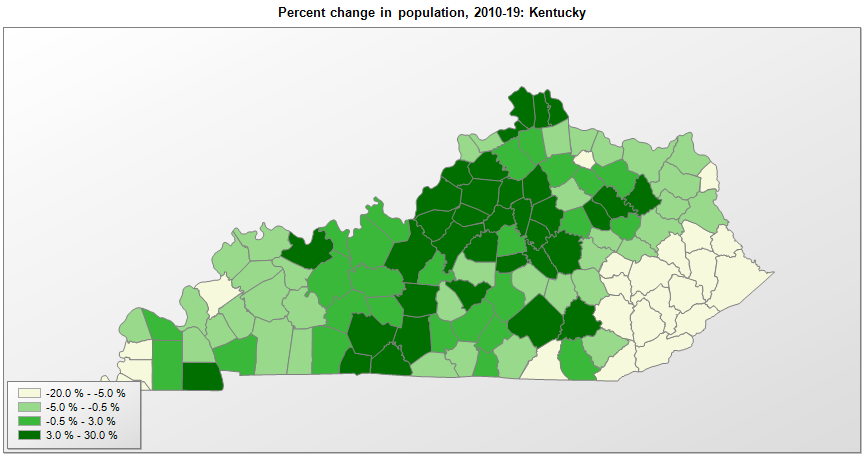 Percent change in population, 2010-19: Kentucky
-20.0 % - -5.0 %
-5.0 % - -0.5 %
-0.5 % - 3.0 %
3.0 % - 30.0 %